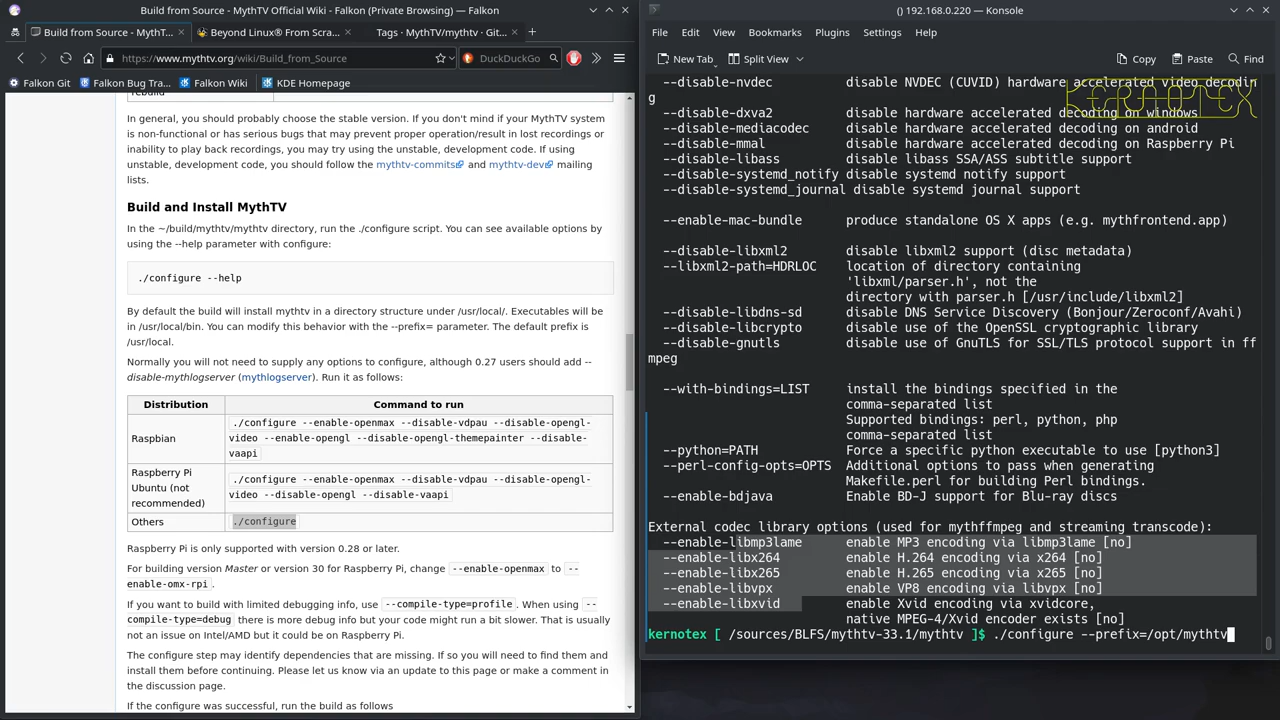 Build from Source - MythTV Official Wiki - Falkon (Private Browsing) — Falkon
Build from Source - MythT...
Beyond Linux® From Scra...
Tags · MythTV/mythtv · Git...
https://www.mythtv.org/wiki/Build_from_Source
DuckDuckGo
Falkon Git
Falkon Bug Tra...
Falkon Wiki
KDE Homepage
rebuild
In general, you should probably choose the stable version. If you don't mind if your MythTV system
is non-functional or has serious bugs that may prevent proper operation/result in lost recordings or
inability to play back recordings, you may try using the unstable, development code. If using
unstable, development code, you should follow the mythtv-commits and mythtv-dev mailing
lists.
Build and Install MythTV
In the ~/build/mythtv/mythtv directory, run the ./configure script. You can see available options by
using the --help parameter with configure:
./configure --help
By default the build will install mythtv in a directory structure under /usr/local/. Executables will be
in /usr/local/bin. You can modify this behavior with the --prefix= parameter. The default prefix is
/usr/local.
Normally you will not need to supply any options to configure, although 0.27 users should add --
disable-mythlogserver (mythlogserver). Run it as follows:
Distribution
Command to run
Raspbian
./configure --enable-openmax --disable-vdpau --disable-opengl-
video --enable-opengl --disable-opengl-themepainter --disable-
vaapi
Raspberry Pi
Ubuntu (not
recommended)
./configure --enable-openmax --disable-vdpau --disable-opengl-
video --disable-opengl --disable-vaapi
Others
./configure
Raspberry Pi is only supported with version 0.28 or later.
For building version Master or version 30 for Raspberry Pi, change --enable-openmax to --
enable-omx-rpi.
If you want to build with limited debugging info, use --compile-type=profile. When using --
compile-type=debug there is more debug info but your code might run a bit slower. That is usually
not an issue on Intel/AMD but it could be on Raspberry Pi.
The configure step may identify dependencies that are missing. If so you will need to find them and
install them before continuing. Please let us know via an update to this page or make a comment in
the discussion page.
If the configure was successful, run the build as follows
() 192.168.0.220 — Konsole
File Edit View Bookmarks Plugins Settings Help
New Tab
Split View
Copy
Paste
Find
KERNOTEX
--disable-nvdec disable NVDEC (CUVID) hardware accelerated video decodin
g
--disable-dxva2 disable hardware accelerated decoding on windows
--disable-mediacodec disable hardware accelerated decoding on android
--disable-mmal disable hardware accelerated decoding on Raspberry Pi
--disable-libass disable libass SSA/ASS subtitle support
--disable-systemd_notify disable systemd notify support
--disable-systemd_journal disable systemd journal support
--enable-mac-bundle produce standalone OS X apps (e.g. mythfrontend.app)
--disable-libxml2 disable libxml2 support (disc metadata)
--libxml2-path=HDRLOC location of directory containing
'libxml/parser.h', not the
directory with parser.h [/usr/include/libxml2]
--disable-libdns-sd disable DNS Service Discovery (Bonjour/Zeroconf/Avahi)
--disable-libcrypto disable use of the OpenSSL cryptographic library
--disable-gnutls disable use of GnuTLS for SSL/TLS protocol support in ff
mpeg
--with-bindings=LIST install the bindings specified in the
comma-separated list
Supported bindings: perl, python, php
comma-separated list
--python=PATH Force a specific python executable to use [python3]
--perl-config-opts=OPTS Additional options to pass when generating
Makefile.perl for building Perl bindings.
--enable-bdjava Enable BD-J support for Blu-ray discs
External codec library options (used for mythffmpeg and streaming transcode):
--enable-libmp3lame enable MP3 encoding via libmp3lame [no]
--enable-libx264 enable H.264 encoding via x264 [no]
--enable-libx265 enable H.265 encoding via x265 [no]
--enable-libvpx enable VP8 encoding via libvpx [no]
--enable-libxvid enable Xvid encoding via xvidcore,
native MPEG-4/Xvid encoder exists [no]
kernotex [ /sources/BLFS/mythtv-33.1/mythtv ]$ ./configure --prefix=/opt/mythtv